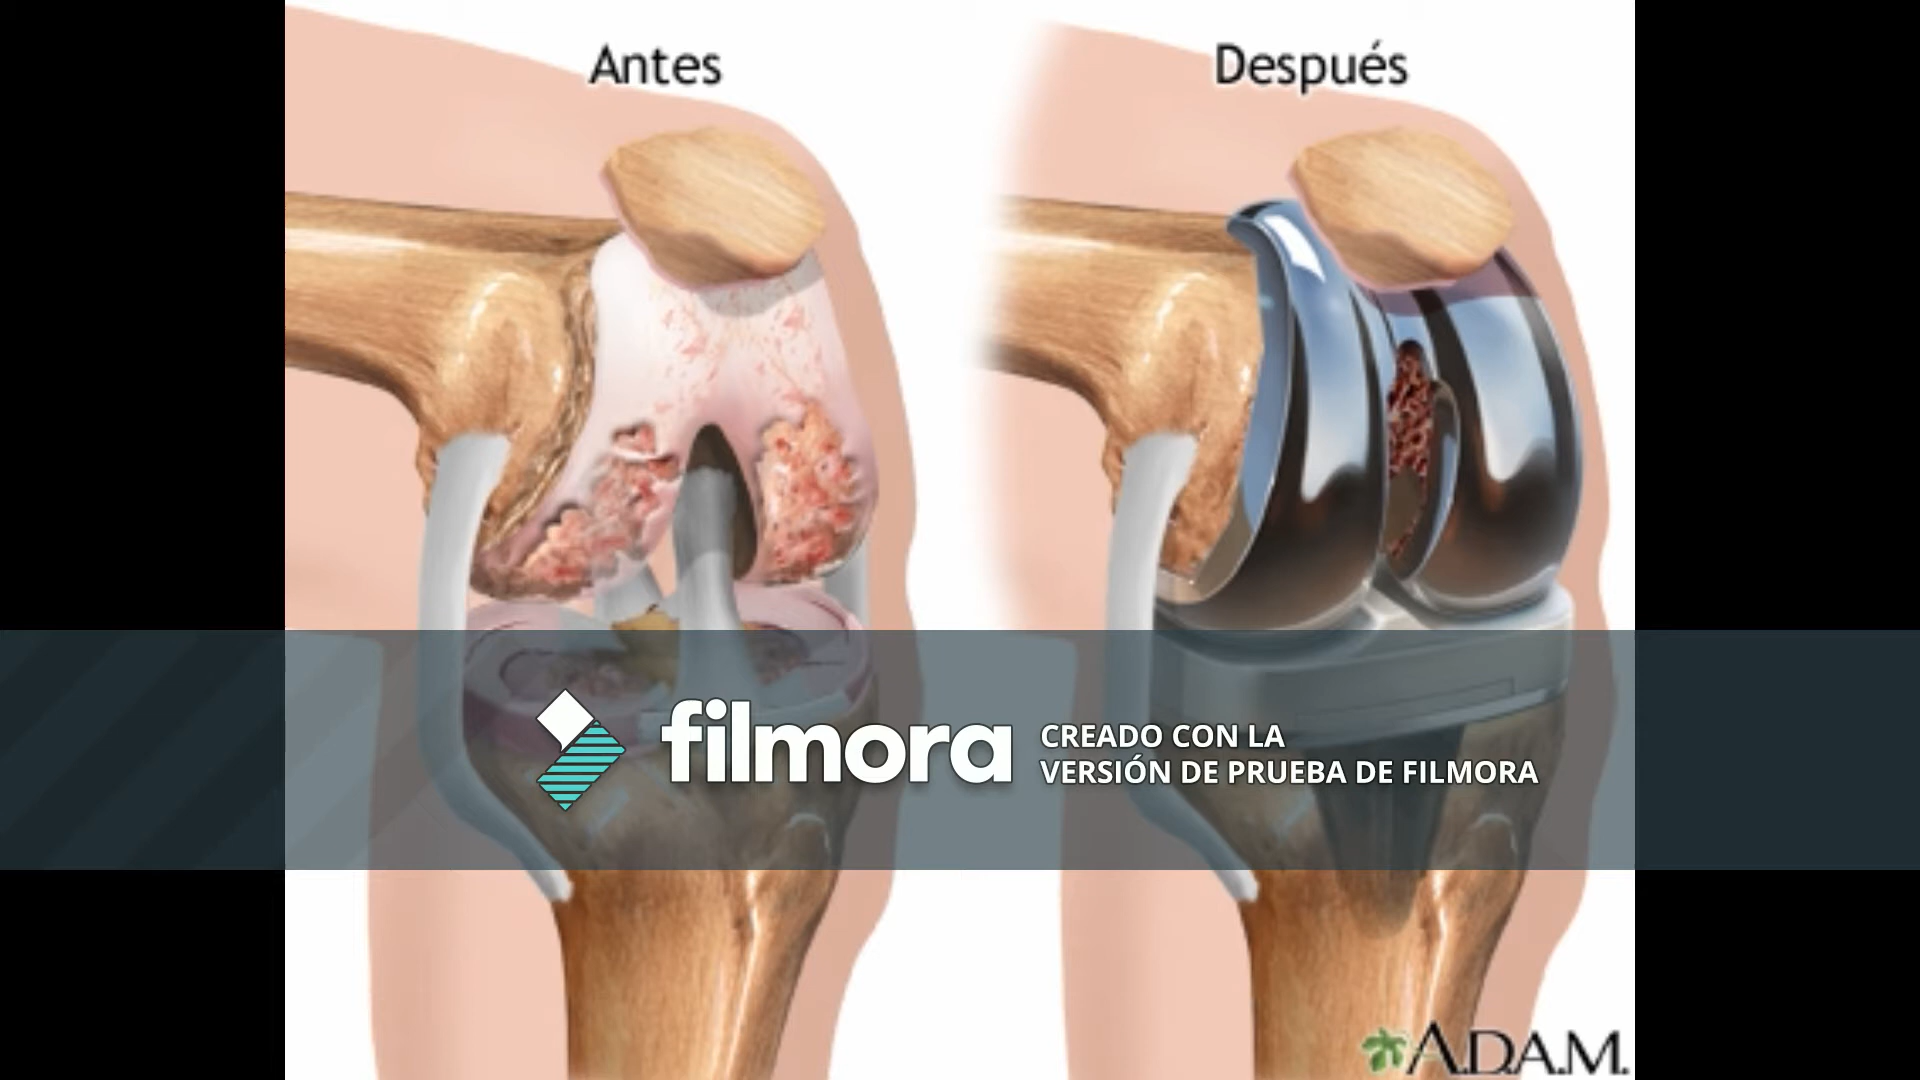 Antes
Después
filmora
CREADO CON LA
VERSIÓN DE PRUEBA DE FILMORA
A.D.A.M.